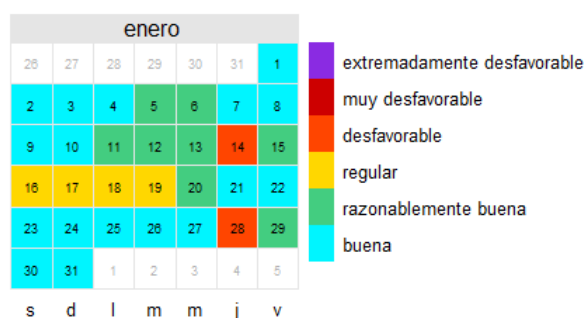 enero
26 27 28 29 30 31 1
2 3 4 5 6 7 8
9 10 11 12 13 14 15
16 17 18 19 20 21 22
23 24 25 26 27 28 29
30 31 1 2 3 4 5
s d l m m j v
extremadamente desfavorable
muy desfavorable
desfavorable
regular
razonablemente buena
buena